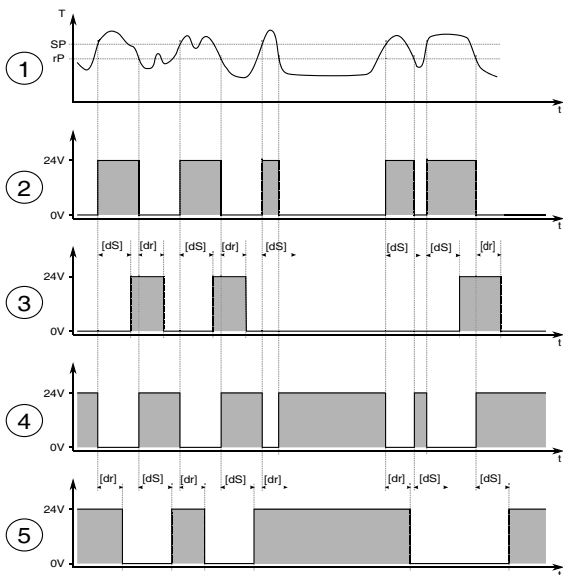 T
SP
rP
1
t
24V
2
0V
t
[dS] [dr] [dS] [dr] [dS] [dS] [dS] [dr]
24V
3
0V
t
24V
4
0V
t
[dr] [dS] [dr] [dS] [dr] [dr] [dS] [dS]
24V
5
0V
t